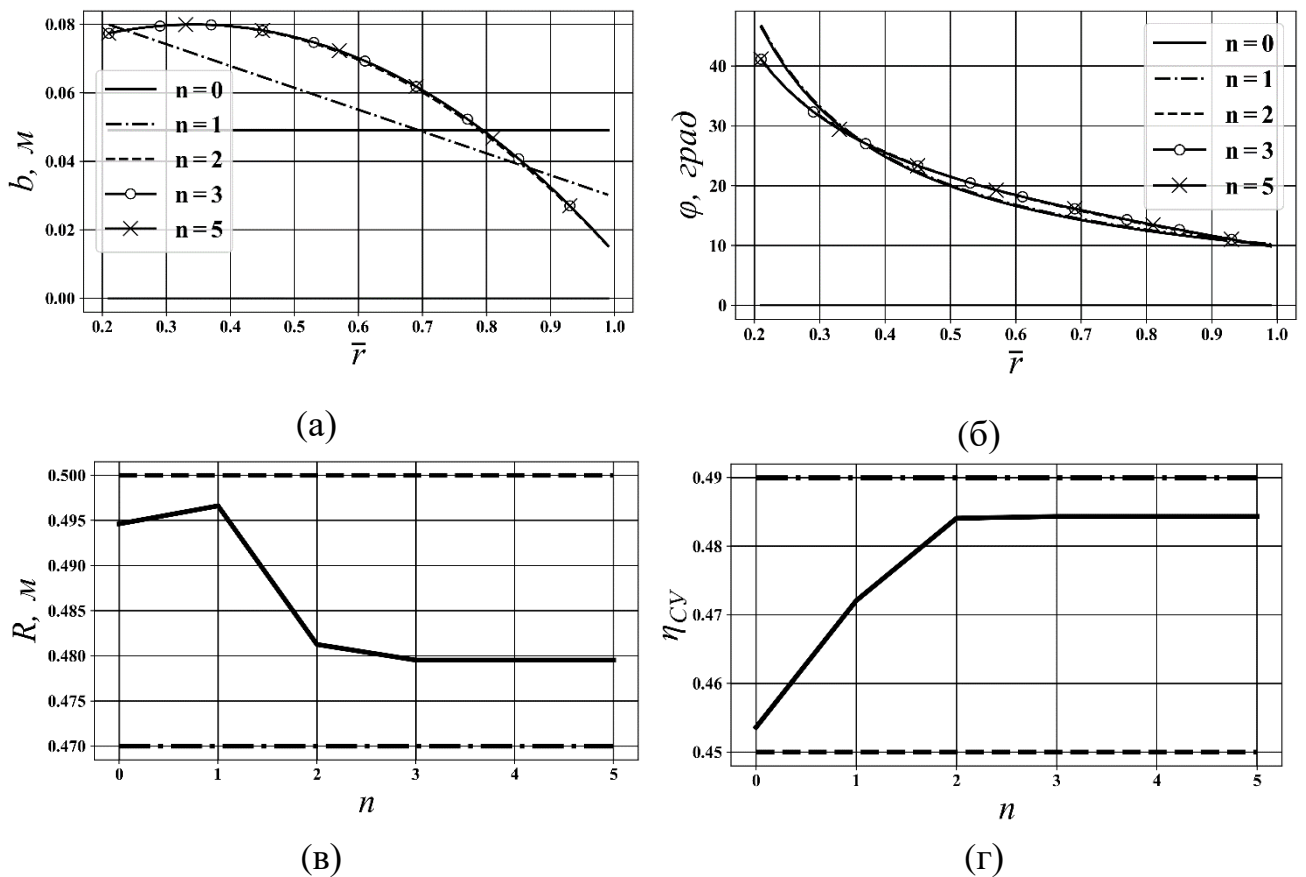 0.08
0.06
0.04
0.02
0.00
b, м
n = 0
n = 1
n = 2
n = 3
n = 5
0.2 0.3 0.4 0.5 0.6 0.7 0.8 0.9 1.0
r̅
(а)
40
30
20
10
0
φ, град
n = 0
n = 1
n = 2
n = 3
n = 5
0.2 0.3 0.4 0.5 0.6 0.7 0.8 0.9 1.0
r̅
(б)
0.500
0.495
0.490
0.485
0.480
0.475
0.470
R, м
0 1 2 3 4 5
n
(в)
0.49
0.48
0.47
0.46
0.45
η_СУ
0 1 2 3 4 5
n
(г)